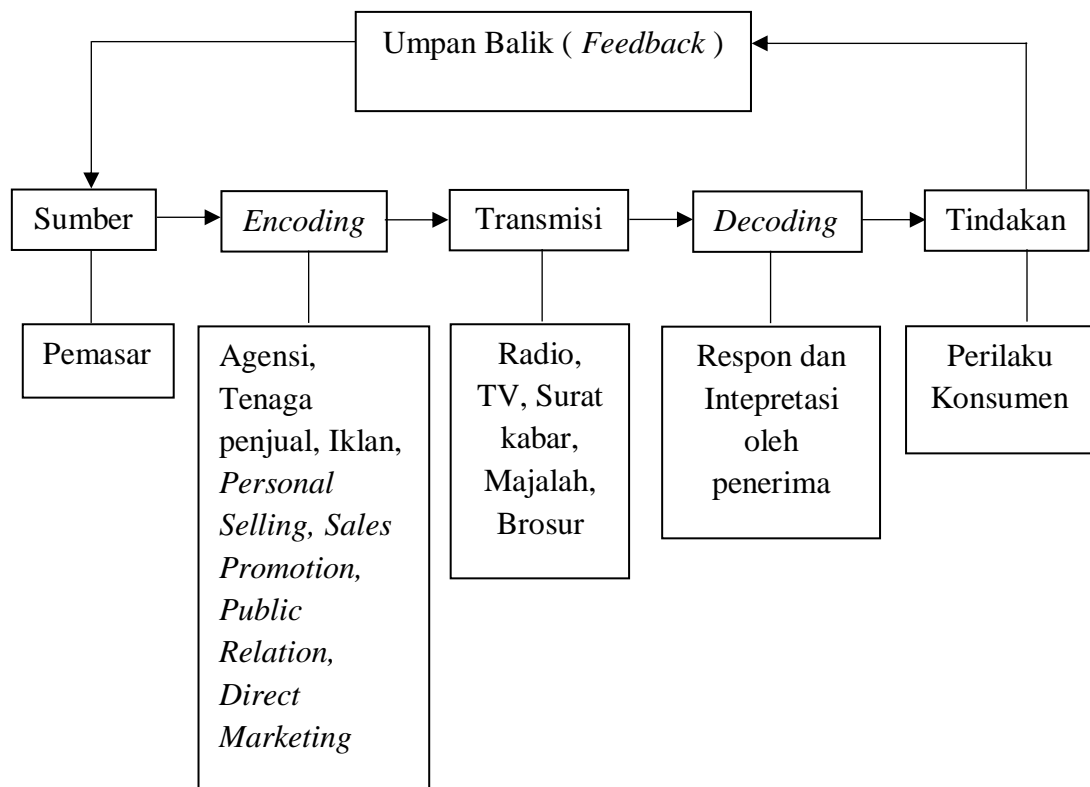 Umpan Balik ( Feedback )
Sumber
Encoding
Transmisi
Decoding
Tindakan
Pemasar
Agensi,
Tenaga
penjual, Iklan,
Personal
Selling, Sales
Promotion,
Public
Relation,
Direct
Marketing
Radio,
TV, Surat
kabar,
Majalah,
Brosur
Respon dan
Intepretasi
oleh
penerima
Perilaku
Konsumen